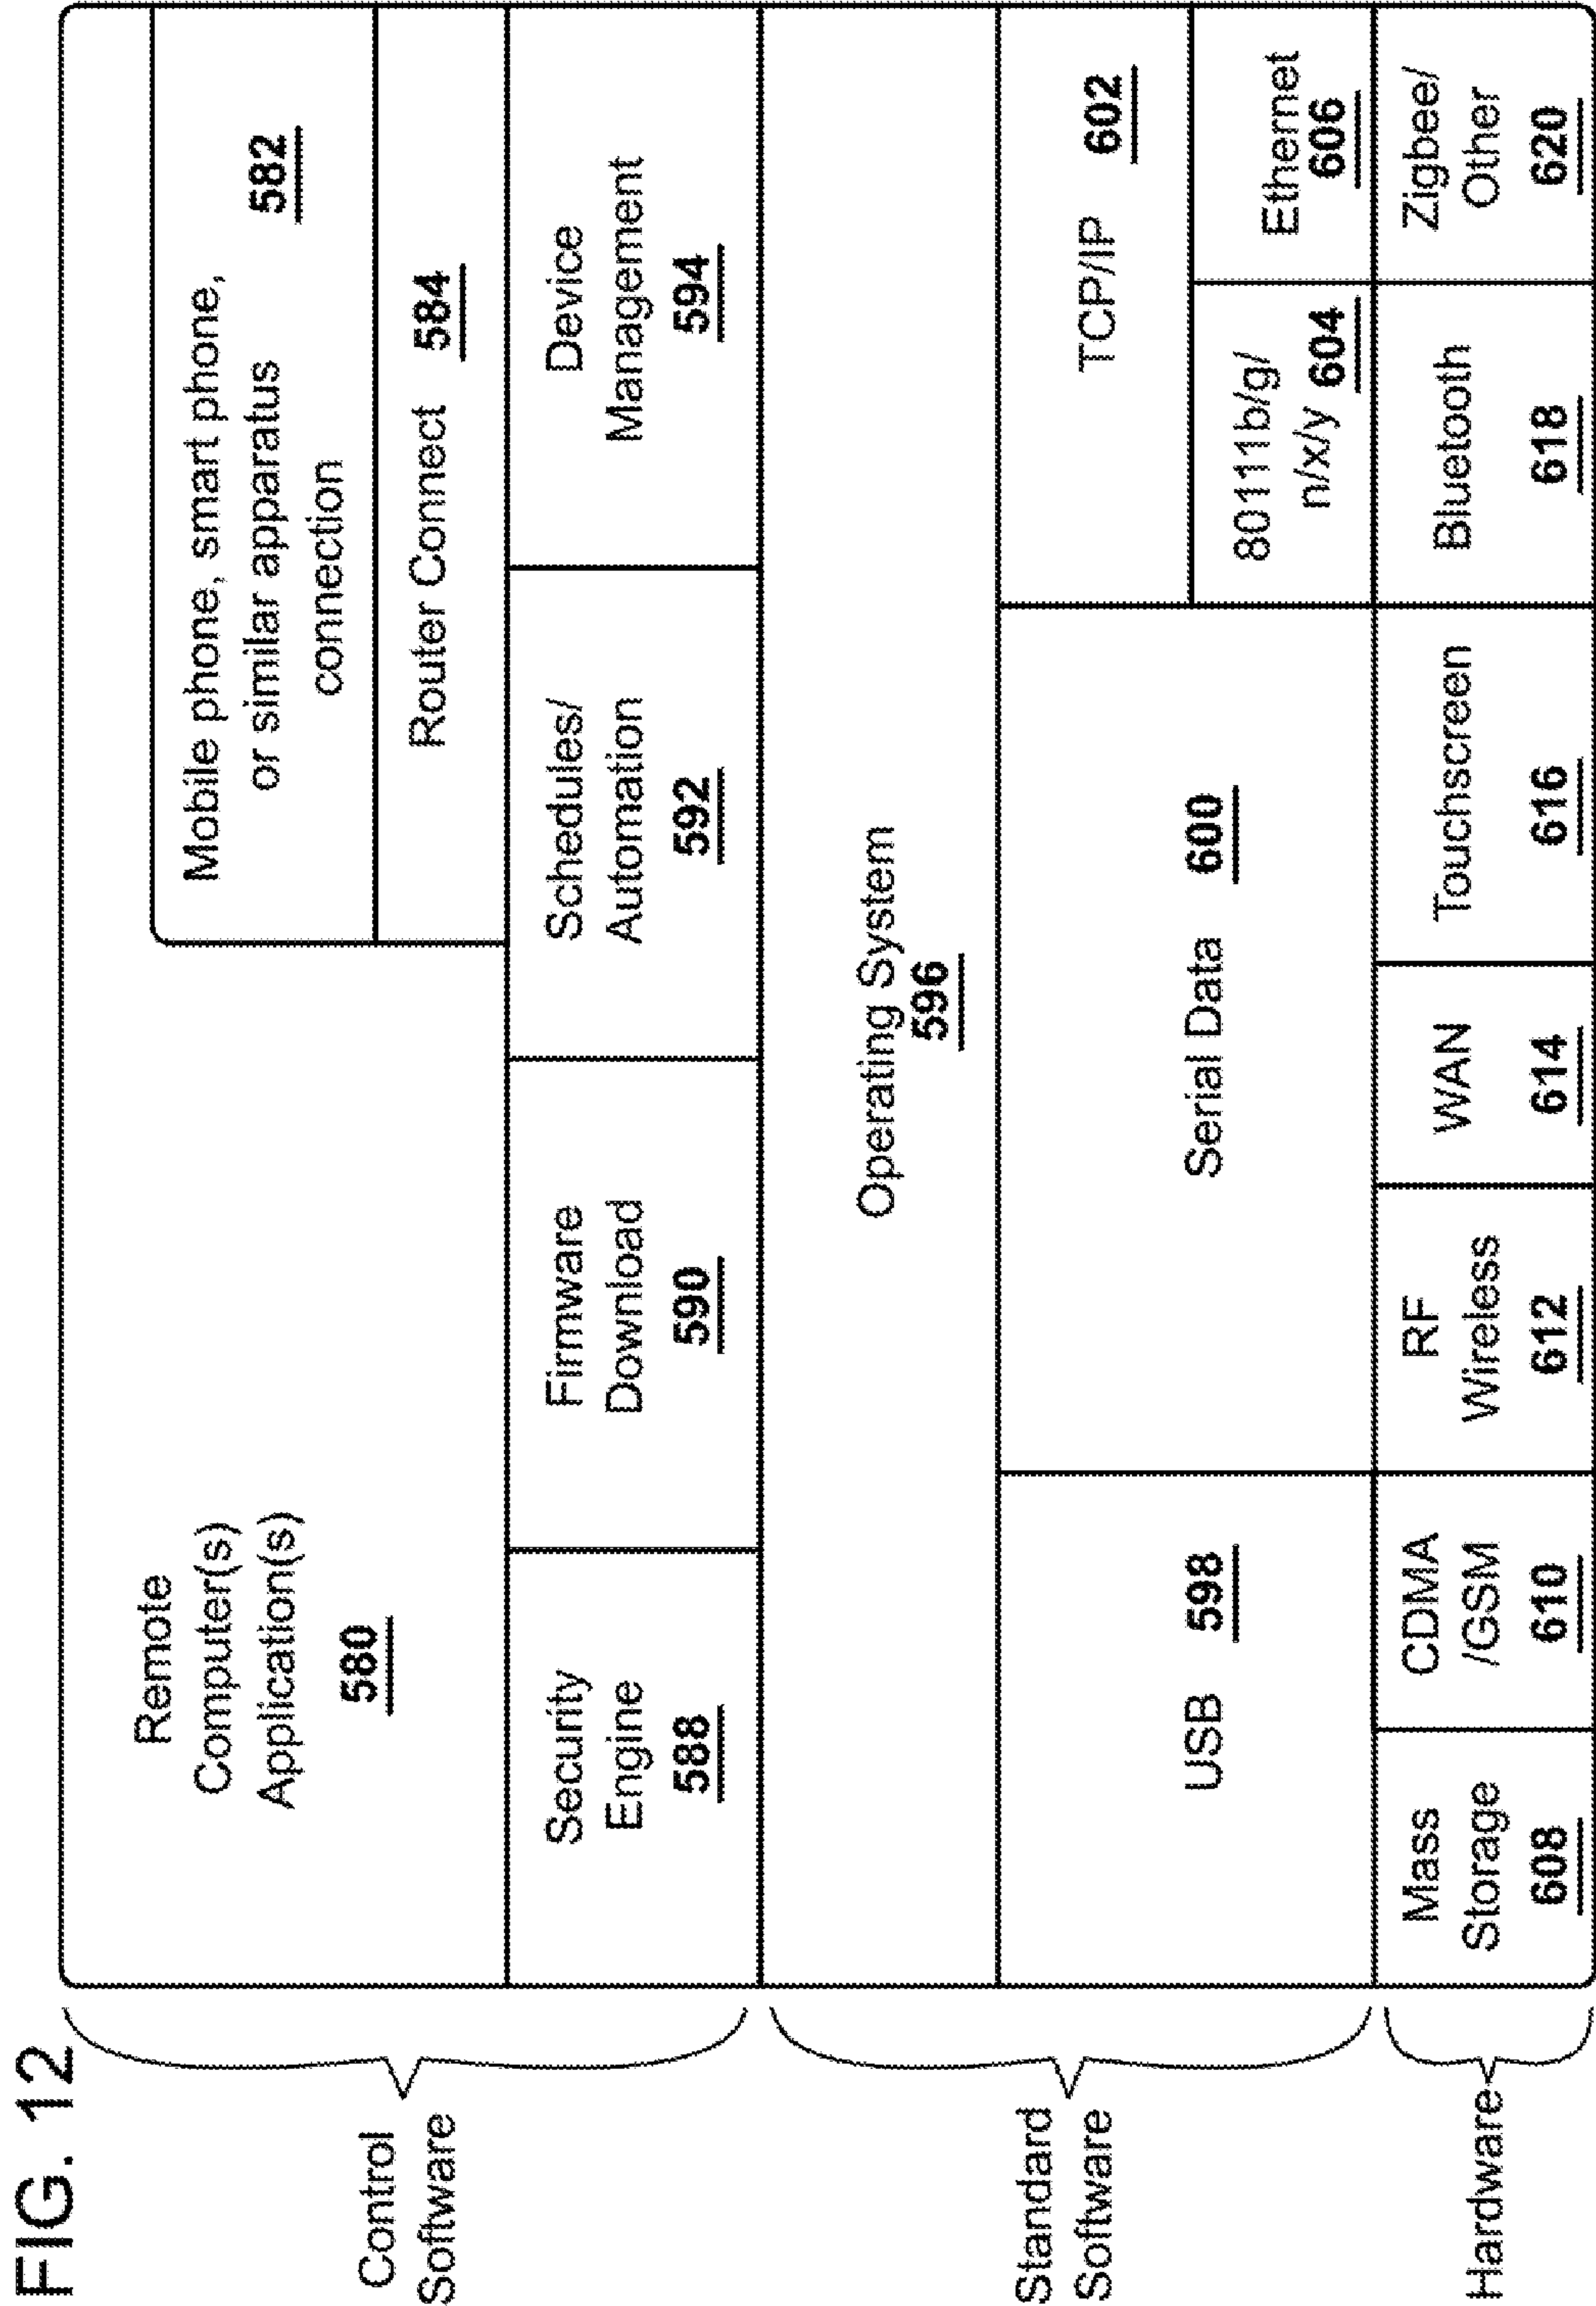 FIG. 12
Control
Software
Remote
Computer(s)
Application(s)
580
Mobile phone, smart phone,
or similar apparatus 582
connection
Router Connect 584
Security
Engine
588
Firmware
Download
590
Schedules/
Automation
592
Device
Management
594
Standard
Software
Operating System
596
USB 598
Serial Data 600
TCP/IP 602
80111b/g/
n/x/y 604
Ethernet
606
Hardware
Mass
Storage
608
CDMA
/GSM
610
RF
Wireless
612
WAN
614
Touchscreen
616
Bluetooth
618
Zigbee/
Other
620